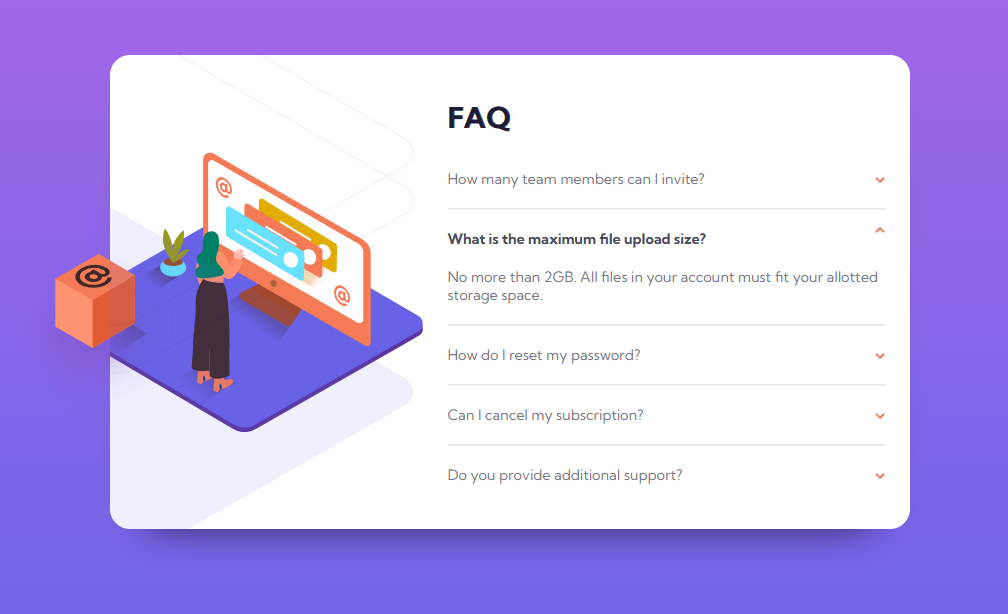 FAQ
How many team members can I invite?
What is the maximum file upload size?
No more than 2GB. All files in your account must fit your allotted
storage space.
How do I reset my password?
Can I cancel my subscription?
Do you provide additional support?
@
@
@